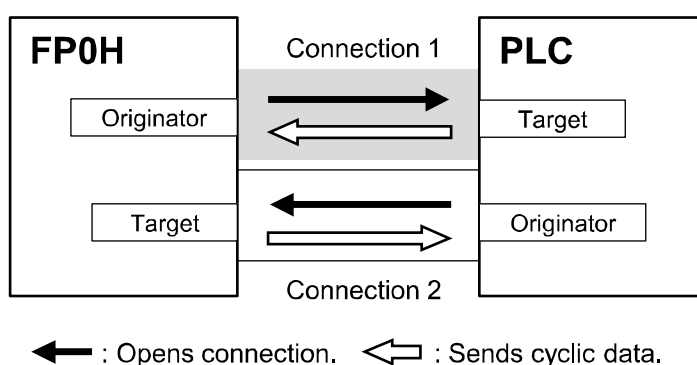 FP0H
Connection 1
PLC
Originator
Target
Target
Originator
Connection 2
: Opens connection. : Sends cyclic data.